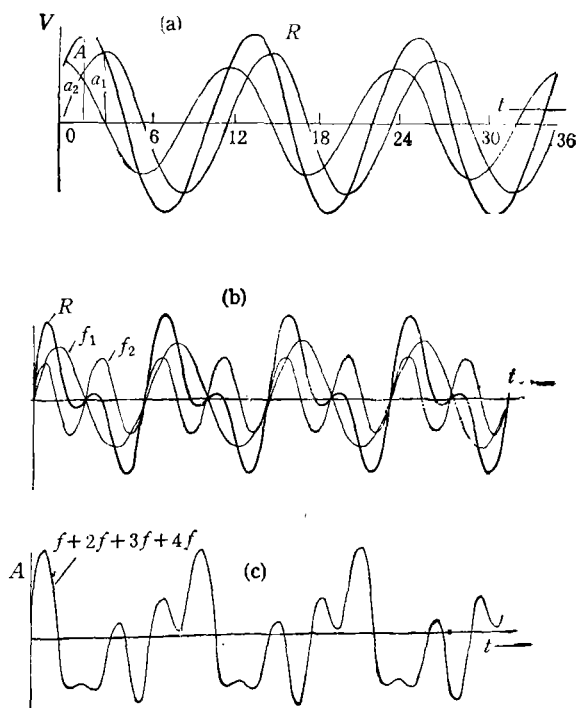 (a)
V
R
A
a₂ a₁
t
0 6 12 18 24 30 36
(b)
R
f₁
f₂
t
(c)
f+2f+3f+4f
A
t